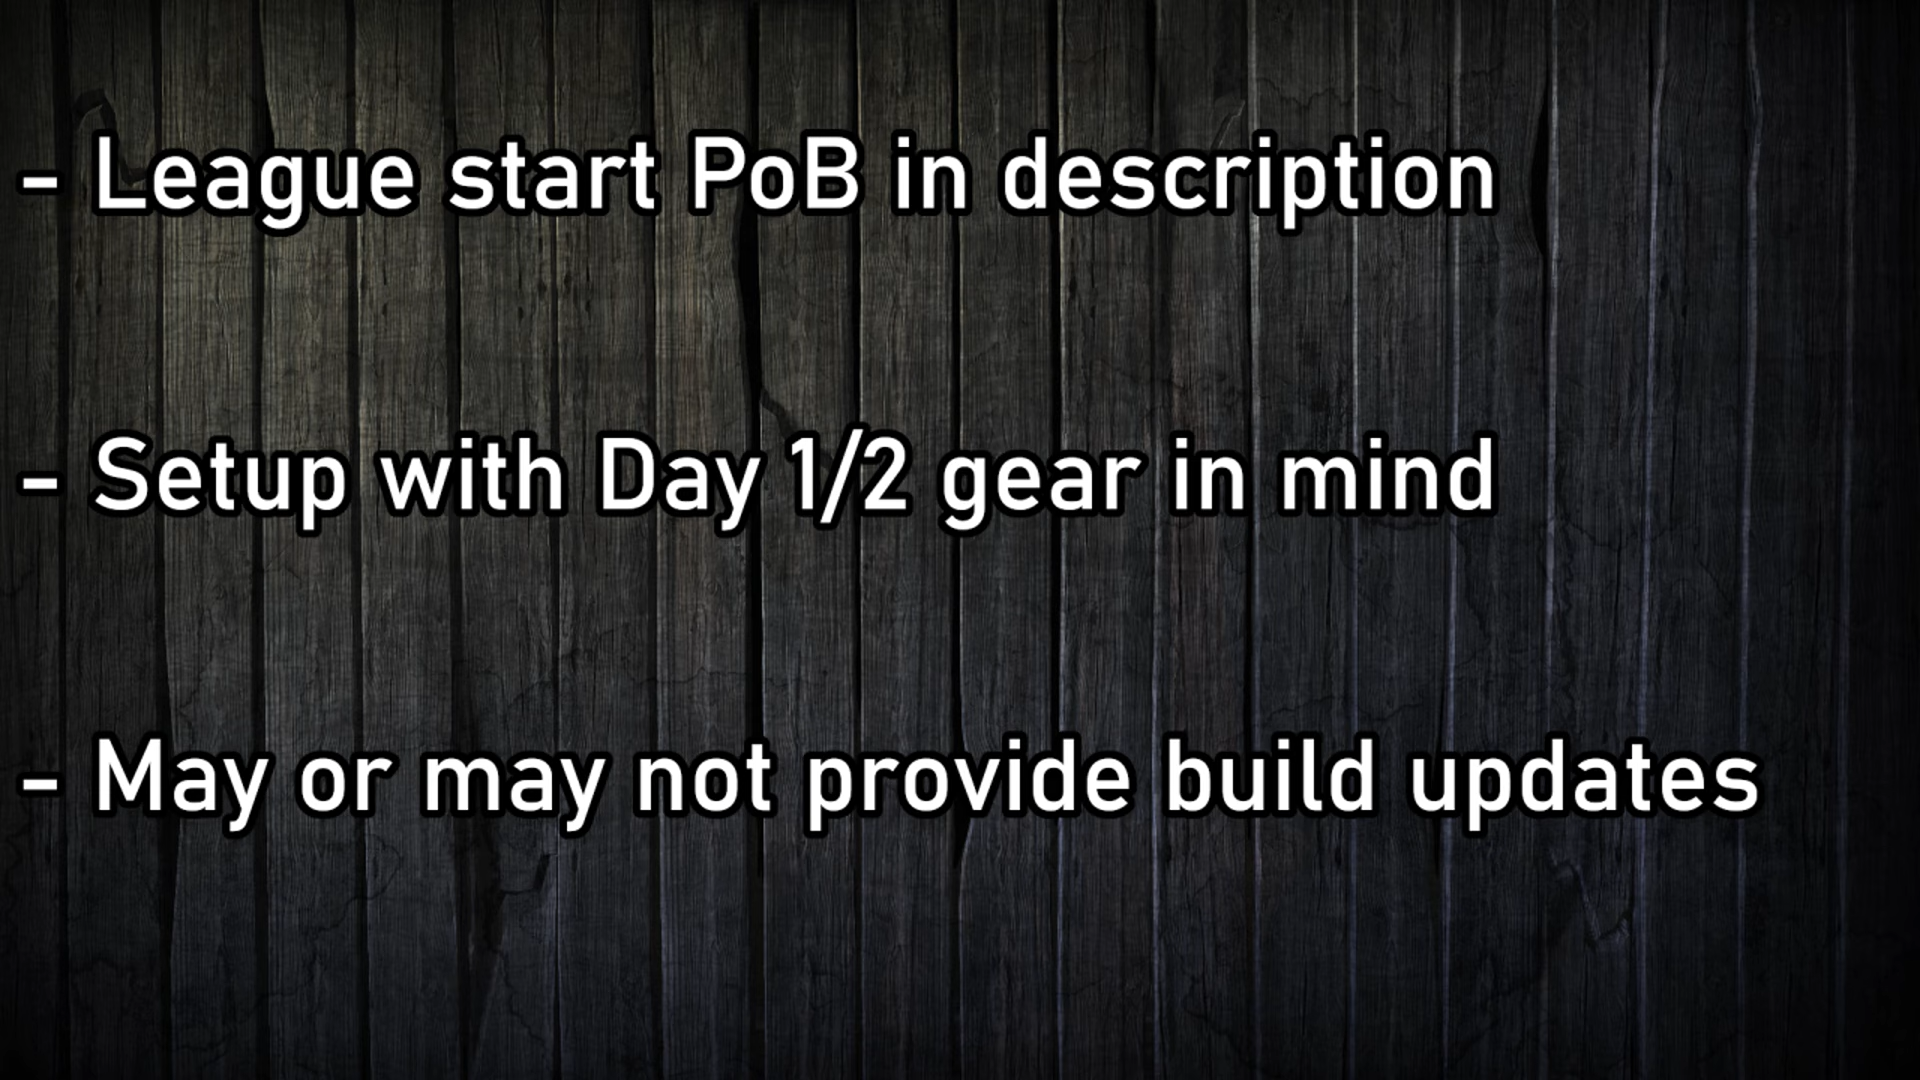 - League start PoB in description
- Setup with Day 1/2 gear in mind
- May or may not provide build updates